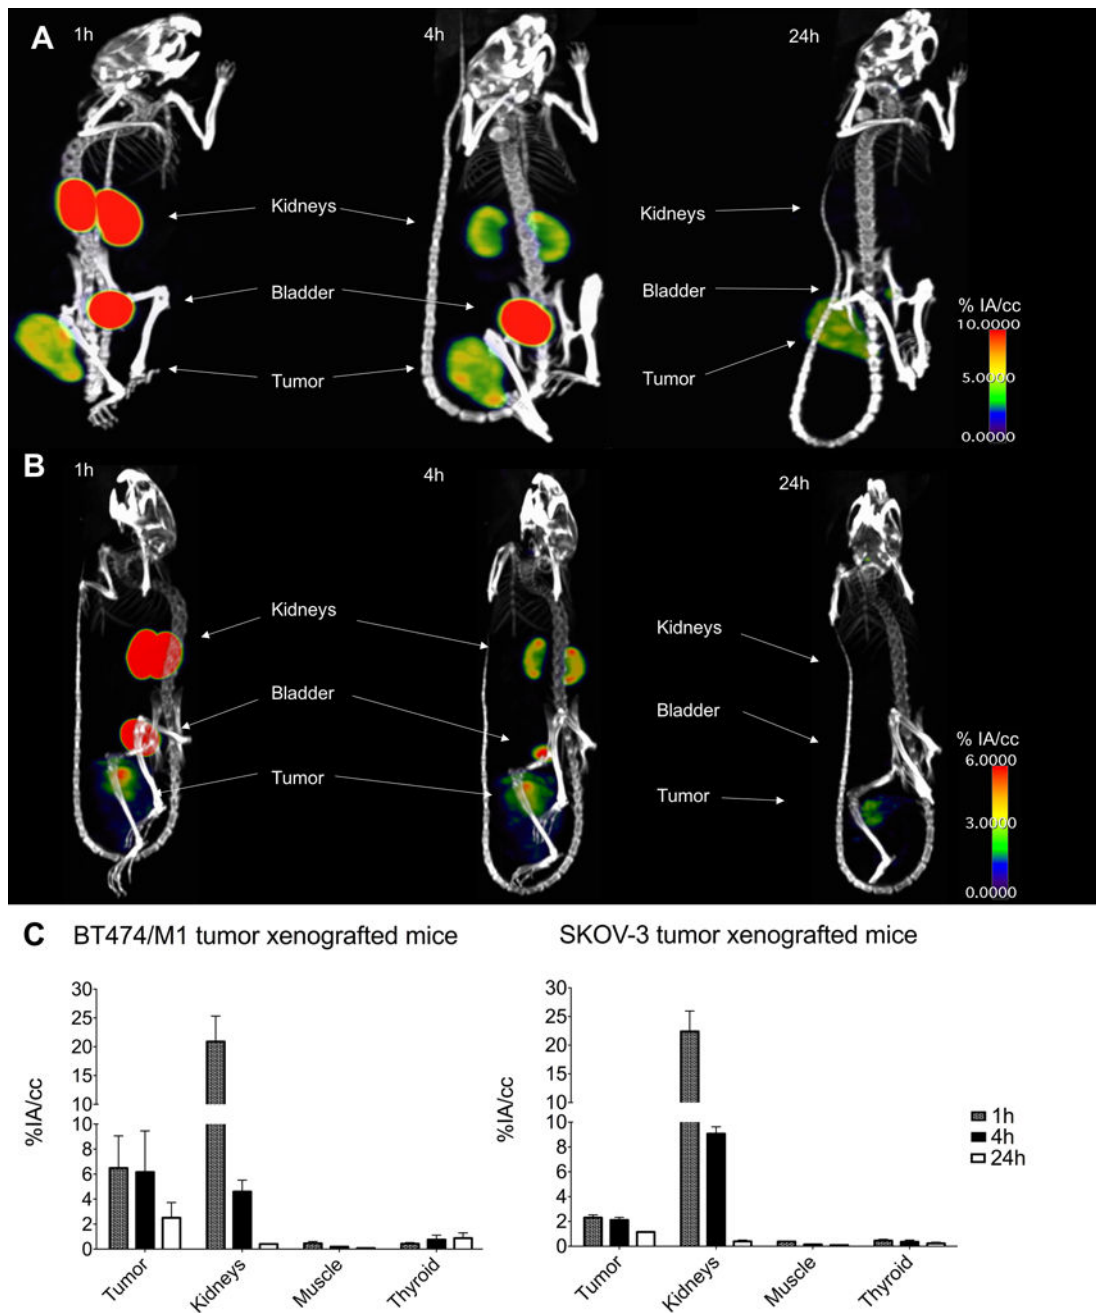 A
1h
4h
24h
Kidneys
Kidneys
Bladder
Bladder
Tumor
Tumor
% IA/cc
10.0000
5.0000
0.0000
B
1h
4h
24h
Kidneys
Kidneys
Bladder
Bladder
Tumor
Tumor
% IA/cc
6.0000
3.0000
0.0000
C BT474/M1 tumor xenografted mice
SKOV-3 tumor xenografted mice
%IA/cc
30
25
20
15
10
10
8
6
4
2
0
Tumor
Kidneys
Muscle
Thyroid
%IA/cc
30
25
20
15
10
10
8
6
4
2
0
Tumor
Kidneys
Muscle
Thyroid
1h
4h
24h